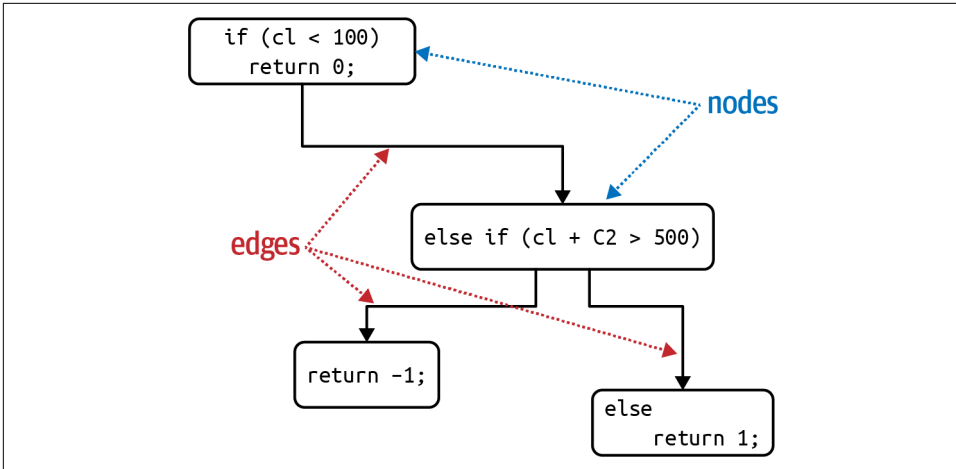 if (cl < 100)
return 0;
nodes
else if (cl + C2 > 500)
edges
return –1;
else
return 1;